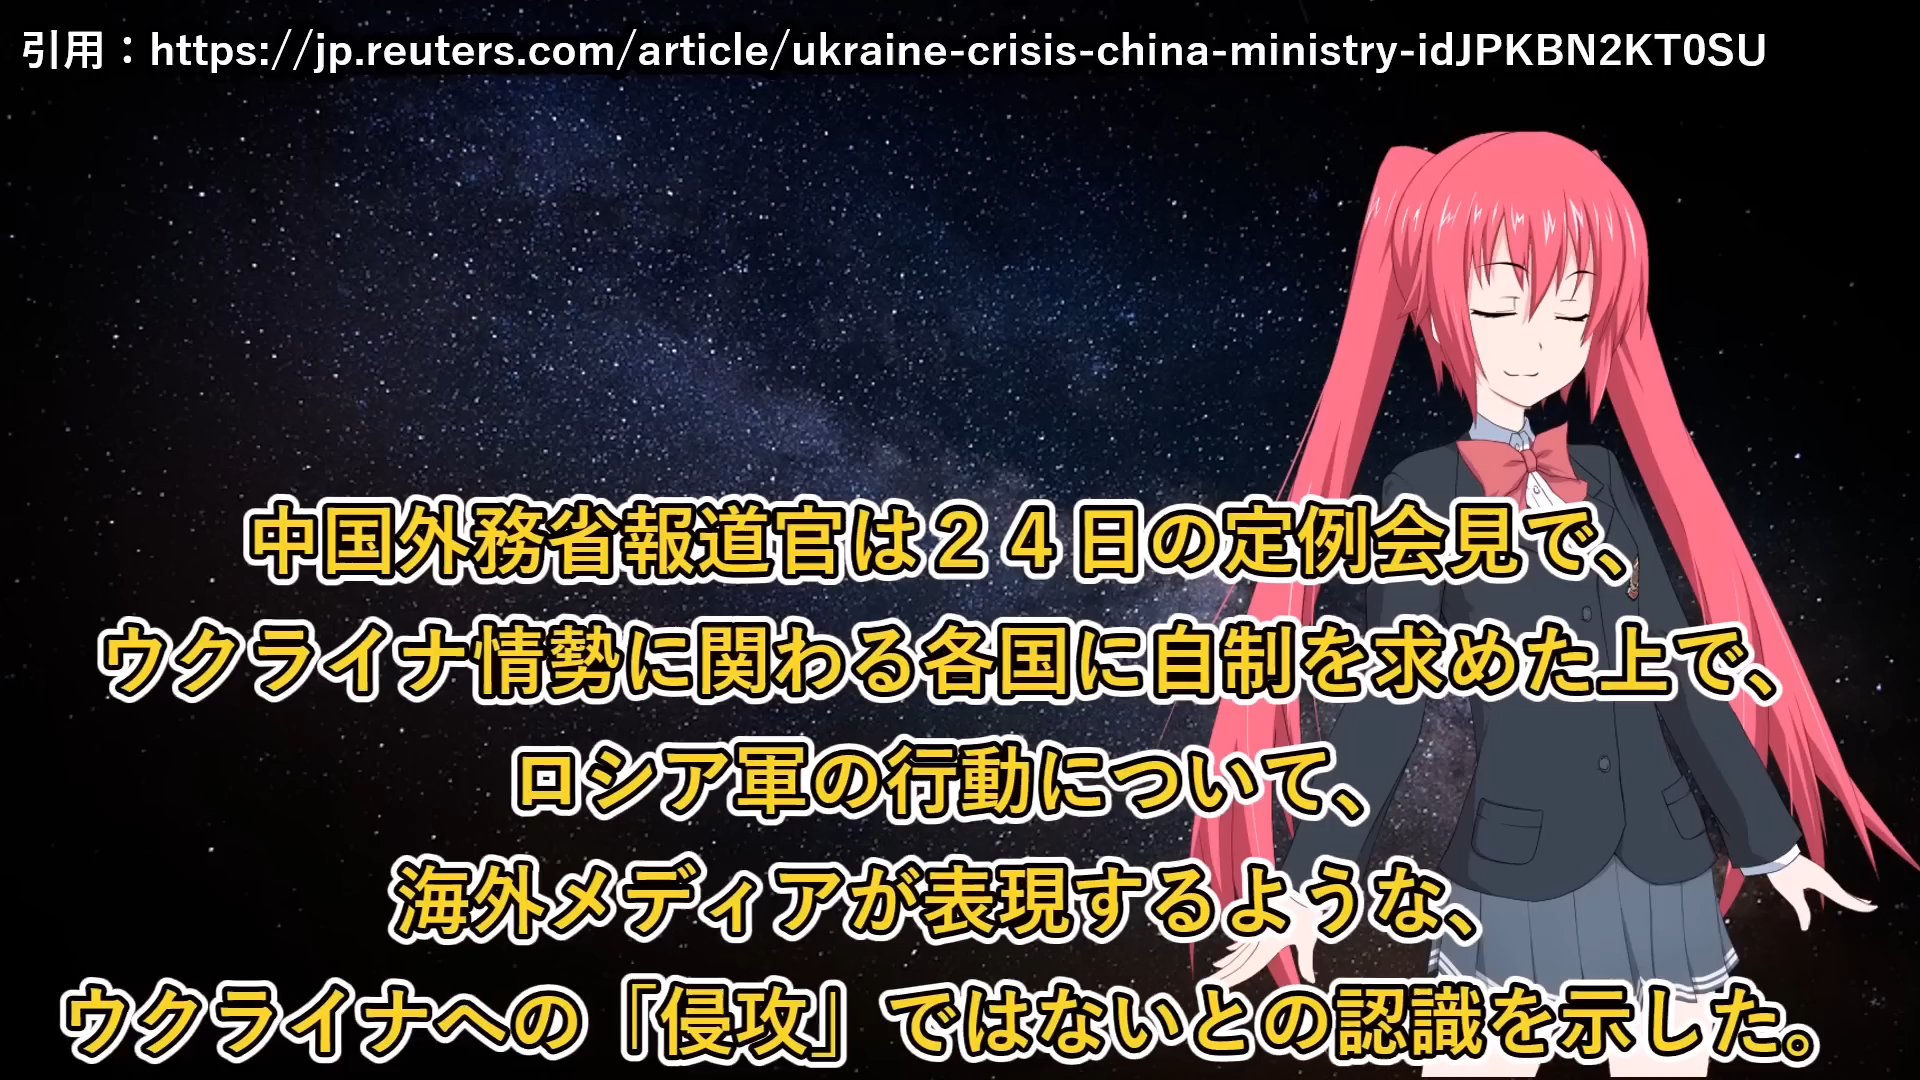 引用：https://jp.reuters.com/article/ukraine-crisis-china-ministry-idJPKBN2KT0SU
中国外務省報道官は２４日の定例会見で、
ウクライナ情勢に関わる各国に自制を求めた上で、
ロシア軍の行動について、
海外メディアが表現するような、
ウクライナへの「侵攻」ではないとの認識を示した。